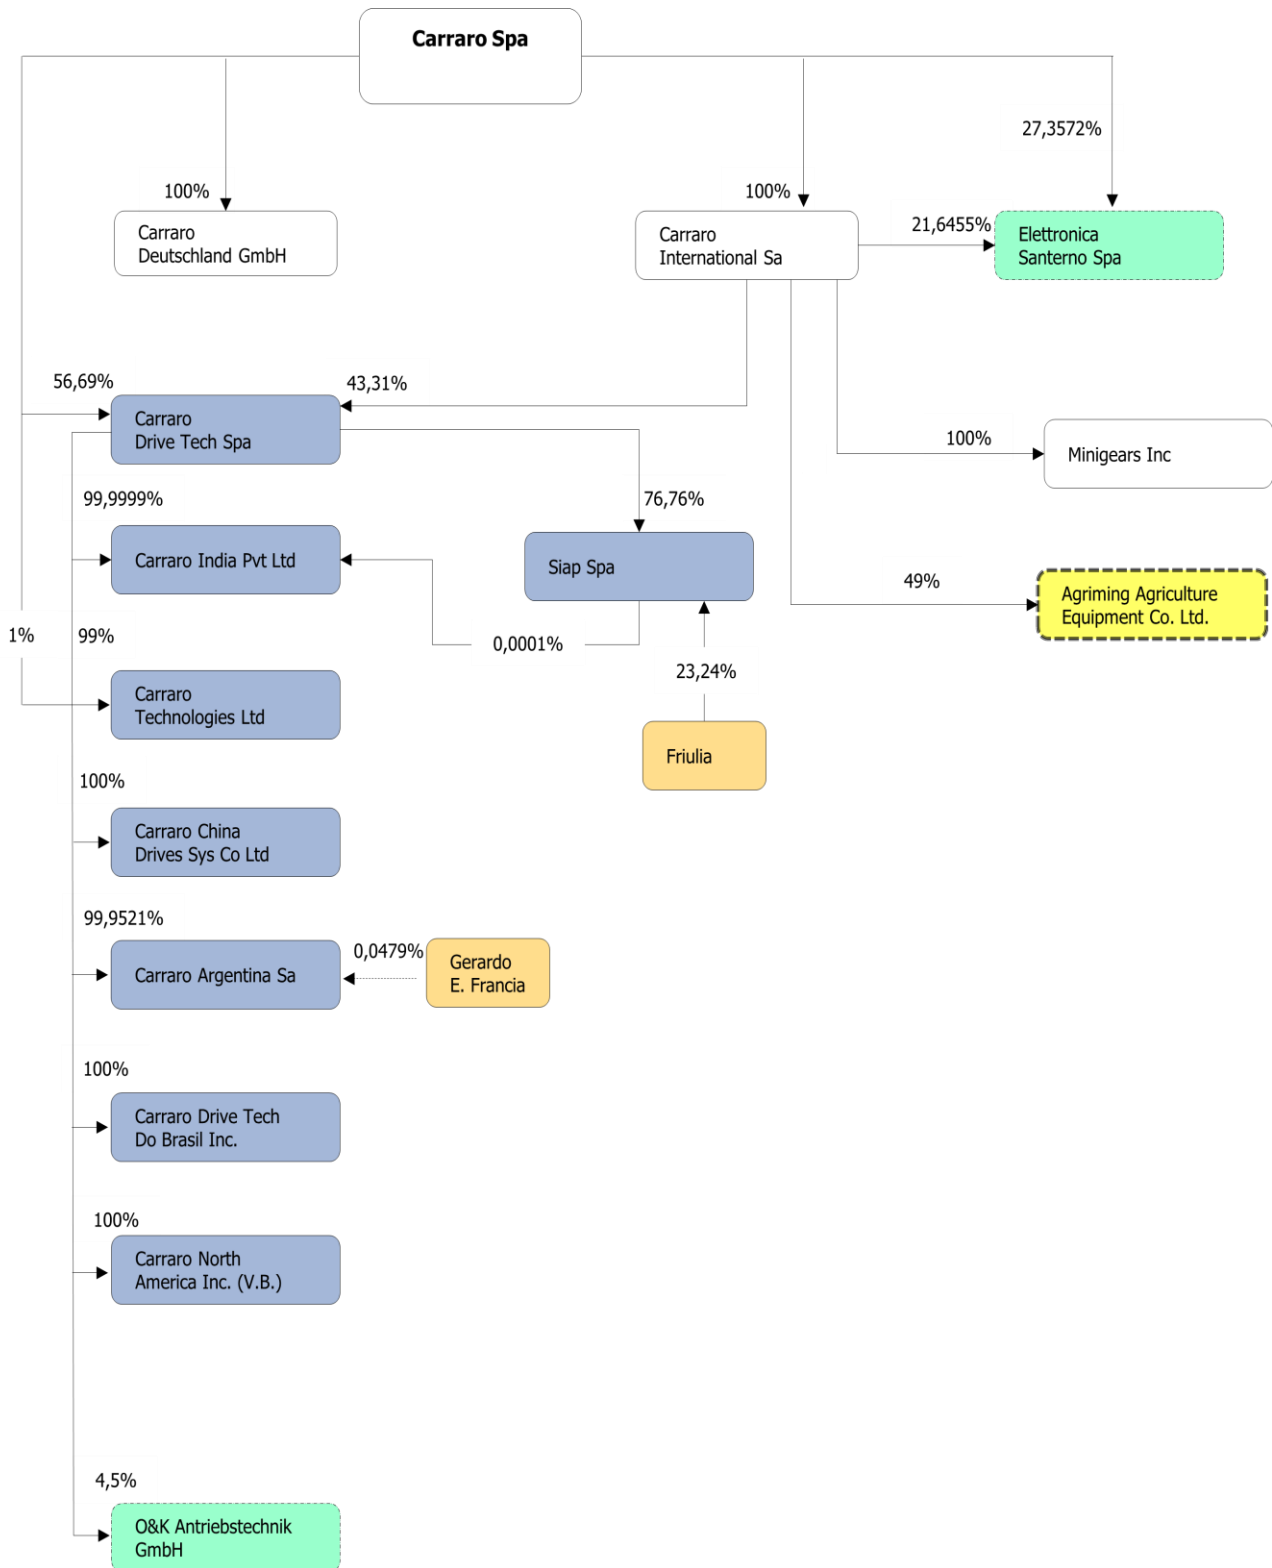 Carraro Spa
27,3572%
100%
100%
Carraro
Deutschland GmbH
Carraro
International Sa
21,6455%
Elettronica
Santerno Spa
56,69%
43,31%
Carraro
Drive Tech Spa
100%
Minigears Inc
99,9999%
76,76%
Carraro India Pvt Ltd
Siap Spa
49%
Agriming Agriculture
Equipment Co. Ltd.
1%
99%
0,0001%
23,24%
Carraro
Technologies Ltd
Friulia
100%
Carraro China
Drives Sys Co Ltd
99,9521%
0,0479%
Carraro Argentina Sa
Gerardo
E. Francia
100%
Carraro Drive Tech
Do Brasil Inc.
100%
Carraro North
America Inc. (V.B.)
4,5%
O&K Antriebstechnik
GmbH